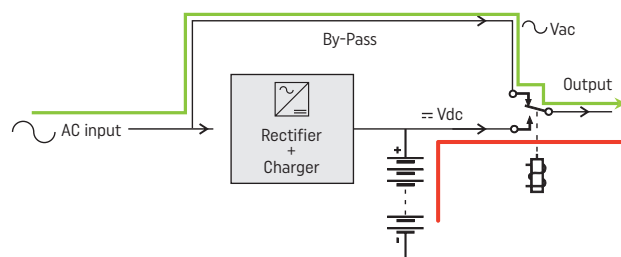 By-Pass
Vac
Output
AC input
Rectifier
+
Charger
Vdc
+
-